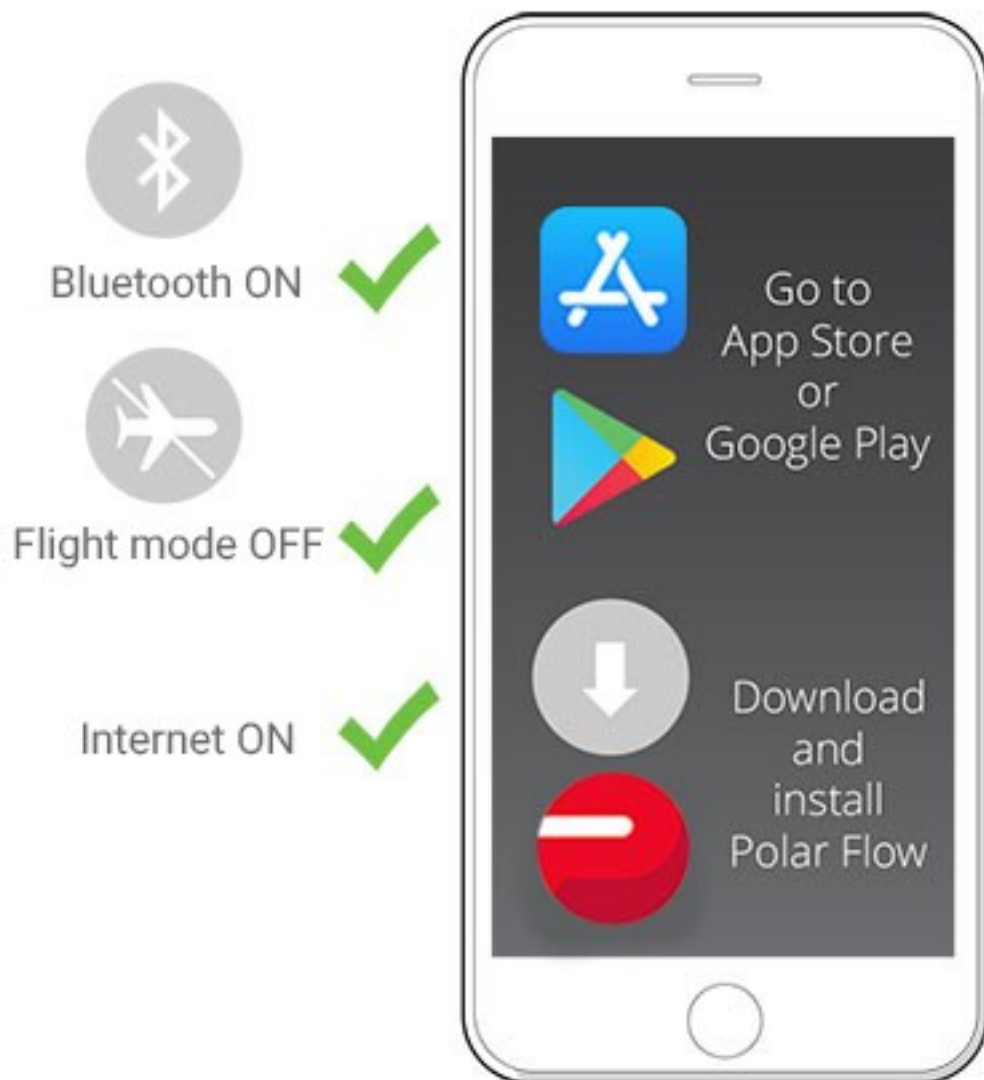 Bluetooth ON
Flight mode OFF
Internet ON
Go to
App Store
or
Google Play
Download
and
install
Polar Flow